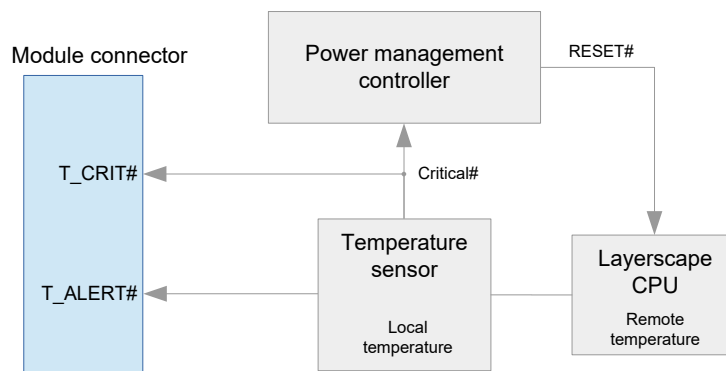 Module connector
Power management
controller
RESET#
T_CRIT#
Critical#
Temperature
sensor
Local
temperature
T_ALERT#
Layerscape
CPU
Remote
temperature